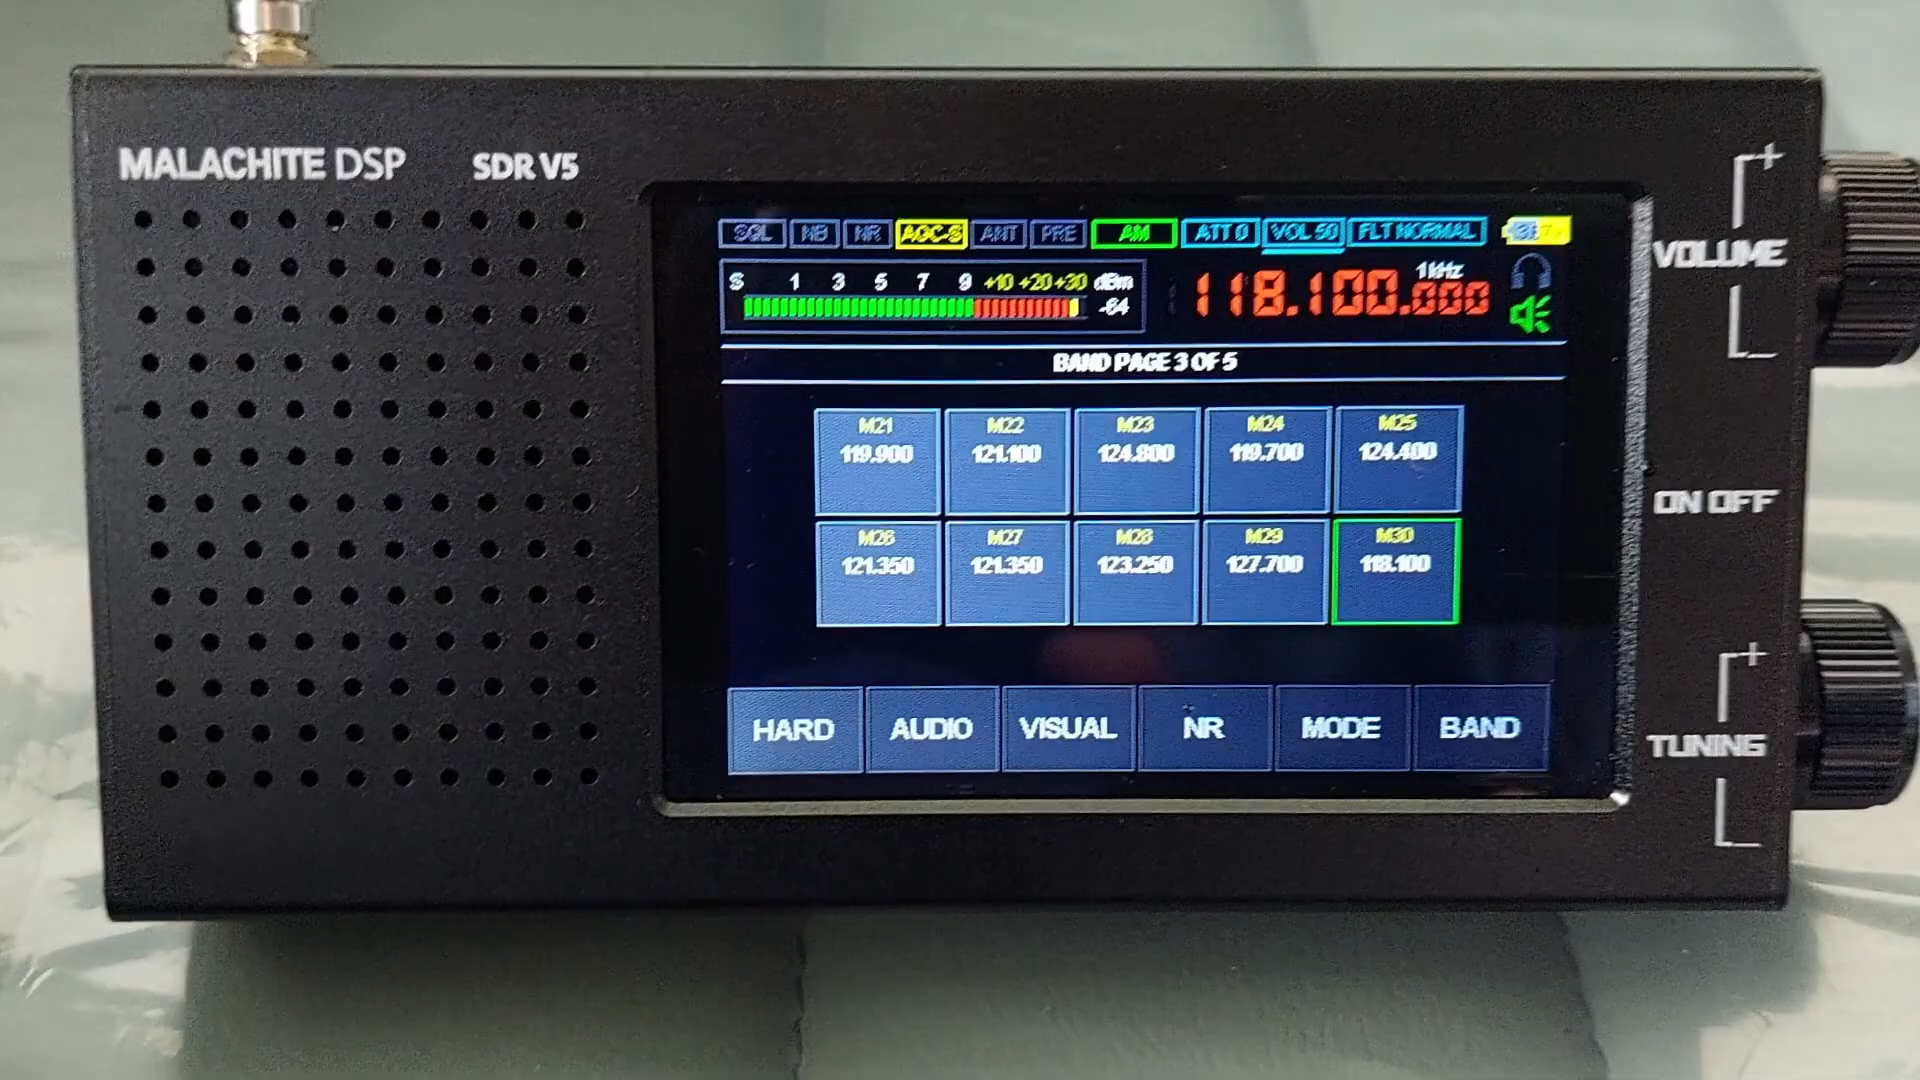 MALACHITE DSP SDR V5
SQL NB NR AGC-S ANT PRE AM ATT 0 VOL 50 FLT NORMAL
S 1 3 5 7 9 +10 +20 +30 dBm
-64
1kHz
118.100.000
BAND PAGE 3 OF 5
M21 M22 M23 M24 M25
119.900 121.100 124.800 119.700 124.400
M26 M27 M28 M29 M30
121.350 121.350 123.250 127.700 118.100
HARD AUDIO VISUAL NR MODE BAND
+
VOLUME
-
ON OFF
+
TUNING
-